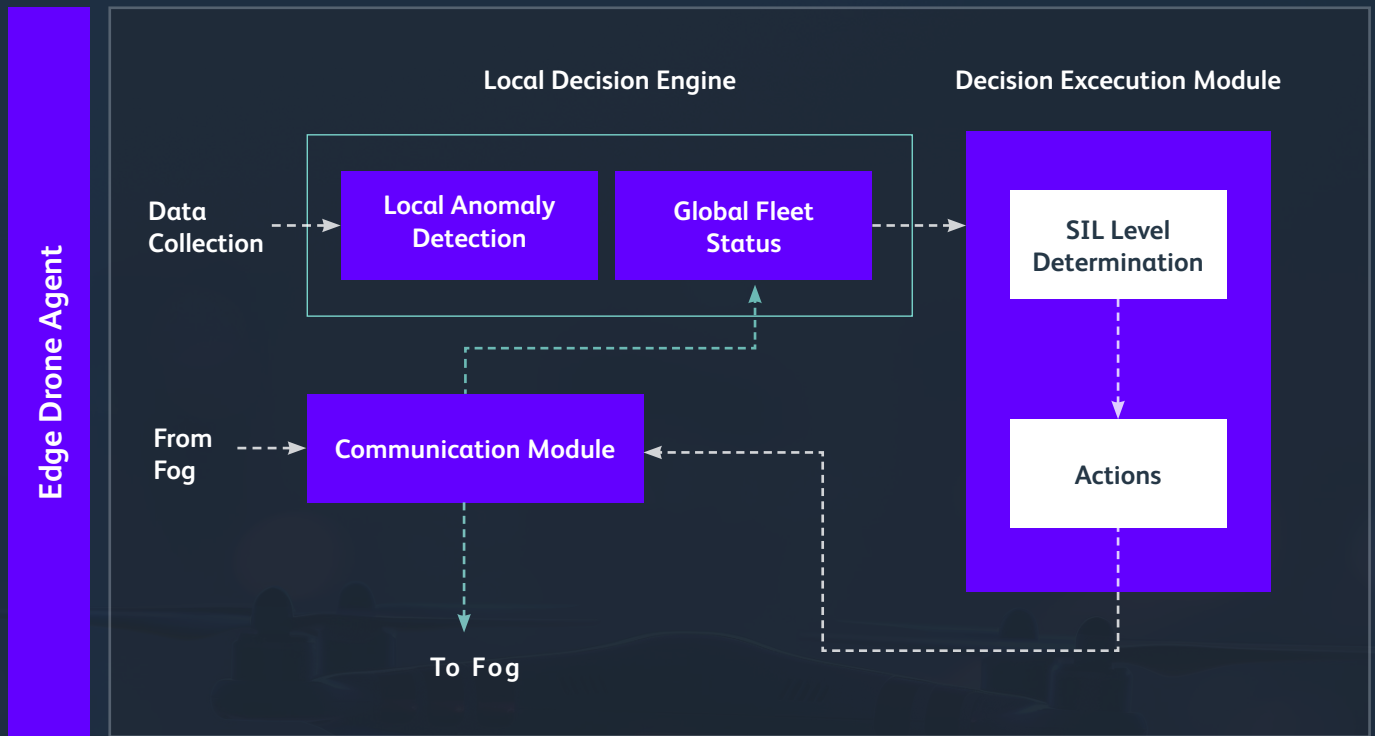 Edge Drone Agent
Local Decision Engine
Decision Excecution Module
Data
Collection
Local Anomaly
Detection
Global Fleet
Status
SIL Level
Determination
From
Fog
Communication Module
Actions
To Fog